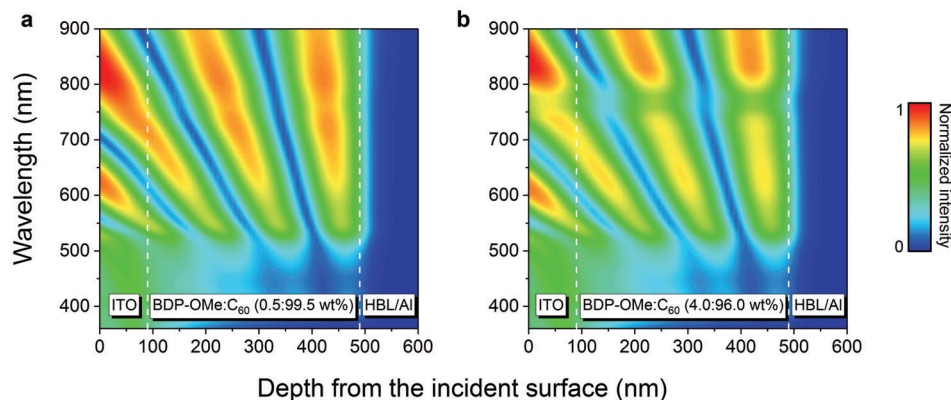 a
b
Wavelength (nm)
900
800
700
600
500
400
ITO
BDP-OMe:C₆₀ (0.5:99.5 wt%)
HBL/Al
0 100 200 300 400 500 600
900
800
700
600
500
400
ITO
BDP-OMe:C₆₀ (4.0:96.0 wt%)
HBL/Al
0 100 200 300 400 500 600
1
0
Normalized intensity
Depth from the incident surface (nm)